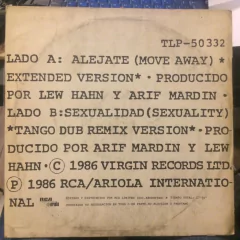 TLP-50332
LADO A: ALEJATE (MOVE AWAY) *
EXTENDED VERSION* · PRODUCIDO
POR LEW HAHN Y ARIF MARDIN ·
LADO B:SEXUALIDAD (SEXUALITY)
*TANGO DUB REMIX VERSION* · PRO-
DUCIDO POR ARIF MARDIN Y LEW
HAHN · © 1986 VIRGIN RECORDS LTD.
℗ 1986 RCA/ARIOLA INTERNATIO-
NAL